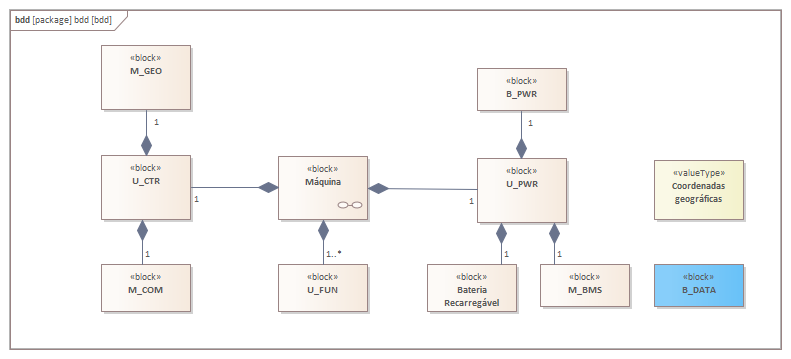 bdd [package] bdd [bdd]
«block»
M_GEO
1
«block»
B_PWR
1
«block»
U_CTR
1
«block»
Máquina
1
«block»
U_PWR
«valueType»
Coordenadas
geográficas
1
1..*
1
1
«block»
M_COM
«block»
U_FUN
«block»
Bateria
Recarregável
«block»
M_BMS
«block»
B_DATA